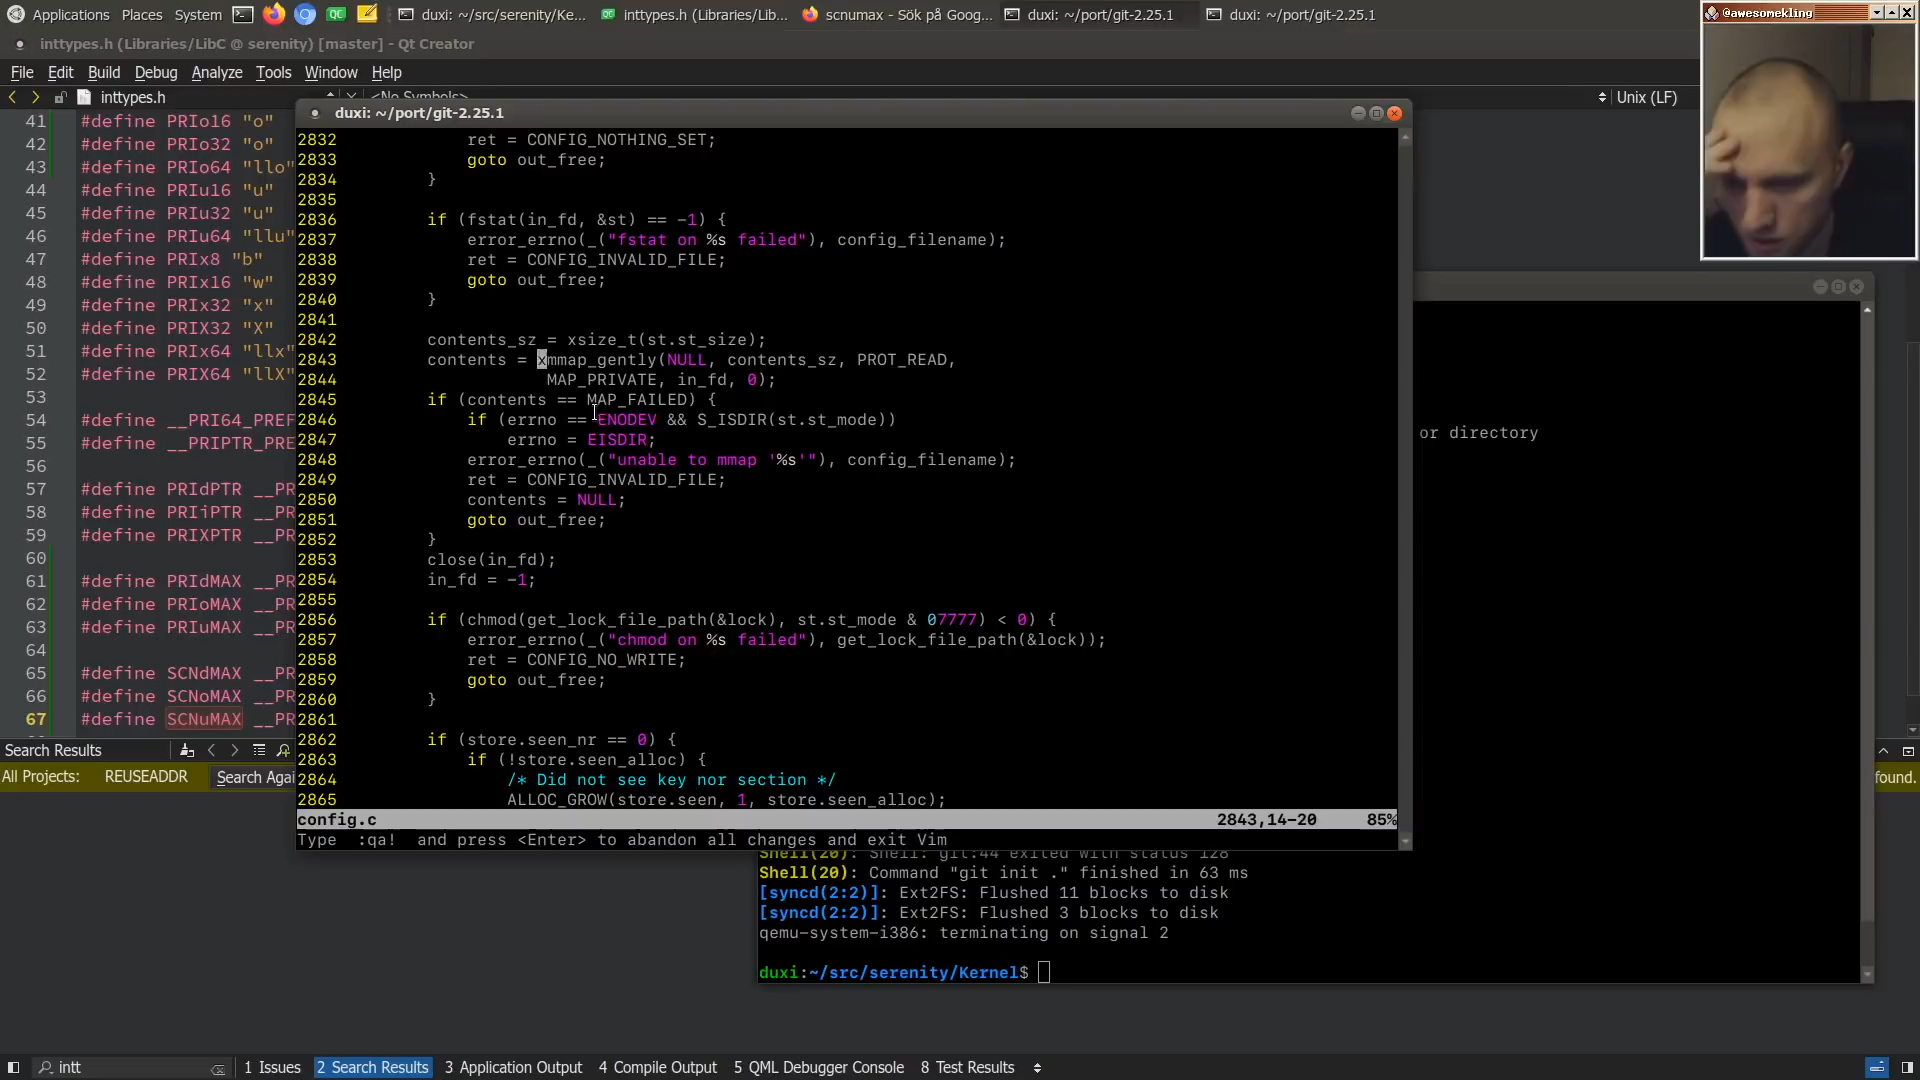 Applications Places System duxi: ~/src/serenity/Ke... inttypes.h (Libraries/Lib... scnumax - Sök på Goog... duxi: ~/port/git-2.25.1 duxi: ~/port/git-2.25.1
@awesomekling
inttypes.h (Libraries/LibC @ serenity) [master] - Qt Creator
File Edit Build Debug Analyze Tools Window Help
inttypes.h <No Symbols> Unix (LF)
41 #define PRIo16 "o"
42 #define PRIo32 "o"
43 #define PRIo64 "llo"
44 #define PRIu16 "u"
45 #define PRIu32 "u"
46 #define PRIu64 "llu"
47 #define PRIx8 "b"
48 #define PRIx16 "w"
49 #define PRIx32 "x"
50 #define PRIX32 "X"
51 #define PRIx64 "llx"
52 #define PRIX64 "llX"
53
54 #define __PRI64_PREF
55 #define __PRIPTR_PRE
56
57 #define PRIdPTR __PR
58 #define PRIiPTR __PR
59 #define PRIXPTR __PR
60
61 #define PRIdMAX __PR
62 #define PRIoMAX __PR
63 #define PRIuMAX __PR
64
65 #define SCNdMAX __PR
66 #define SCNoMAX __PR
67 #define SCNuMAX __PR
duxi: ~/port/git-2.25.1
2832 ret = CONFIG_NOTHING_SET;
2833 goto out_free;
2834 }
2835
2836 if (fstat(in_fd, &st) == -1) {
2837 error_errno(_("fstat on %s failed"), config_filename);
2838 ret = CONFIG_INVALID_FILE;
2839 goto out_free;
2840 }
2841
2842 contents_sz = xsize_t(st.st_size);
2843 contents = xmmap_gently(NULL, contents_sz, PROT_READ,
2844 MAP_PRIVATE, in_fd, 0);
2845 if (contents == MAP_FAILED) {
2846 if (errno == ENODEV && S_ISDIR(st.st_mode))
2847 errno = EISDIR;
2848 error_errno(_("unable to mmap '%s'"), config_filename);
2849 ret = CONFIG_INVALID_FILE;
2850 contents = NULL;
2851 goto out_free;
2852 }
2853 close(in_fd);
2854 in_fd = -1;
2855
2856 if (chmod(get_lock_file_path(&lock), st.st_mode & 07777) < 0) {
2857 error_errno(_("chmod on %s failed"), get_lock_file_path(&lock));
2858 ret = CONFIG_NO_WRITE;
2859 goto out_free;
2860 }
2861
2862 if (store.seen_nr == 0) {
2863 if (!store.seen_alloc) {
2864 /* Did not see key nor section */
2865 ALLOC_GROW(store.seen, 1, store.seen_alloc);
config.c 2843,14-20 85%
Type :qa! and press <Enter> to abandon all changes and exit Vim
or directory
Shell(20): Shell: git:44 exited with status 128
Shell(20): Command "git init ." finished in 63 ms
[syncd(2:2)]: Ext2FS: Flushed 11 blocks to disk
[syncd(2:2)]: Ext2FS: Flushed 3 blocks to disk
qemu-system-i386: terminating on signal 2
duxi:~/src/serenity/Kernel$
Search Results
All Projects: REUSEADDR Search Agai found.
intt 1 Issues 2 Search Results 3 Application Output 4 Compile Output 5 QML Debugger Console 8 Test Results